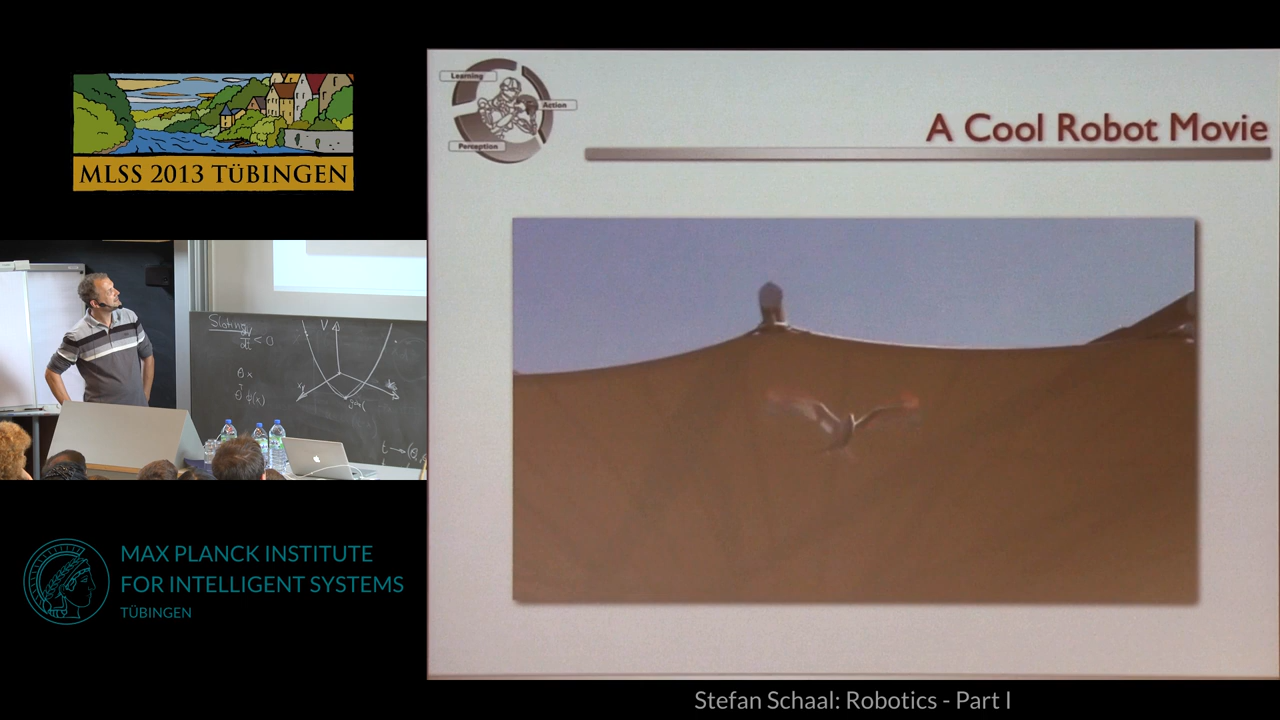 MLSS 2013 TÜBINGEN
Learning
Action
Perception
A Cool Robot Movie
V
< 0
Θ x
MAX PLANCK INSTITUTE
FOR INTELLIGENT SYSTEMS
TÜBINGEN
Stefan Schaal: Robotics - Part I